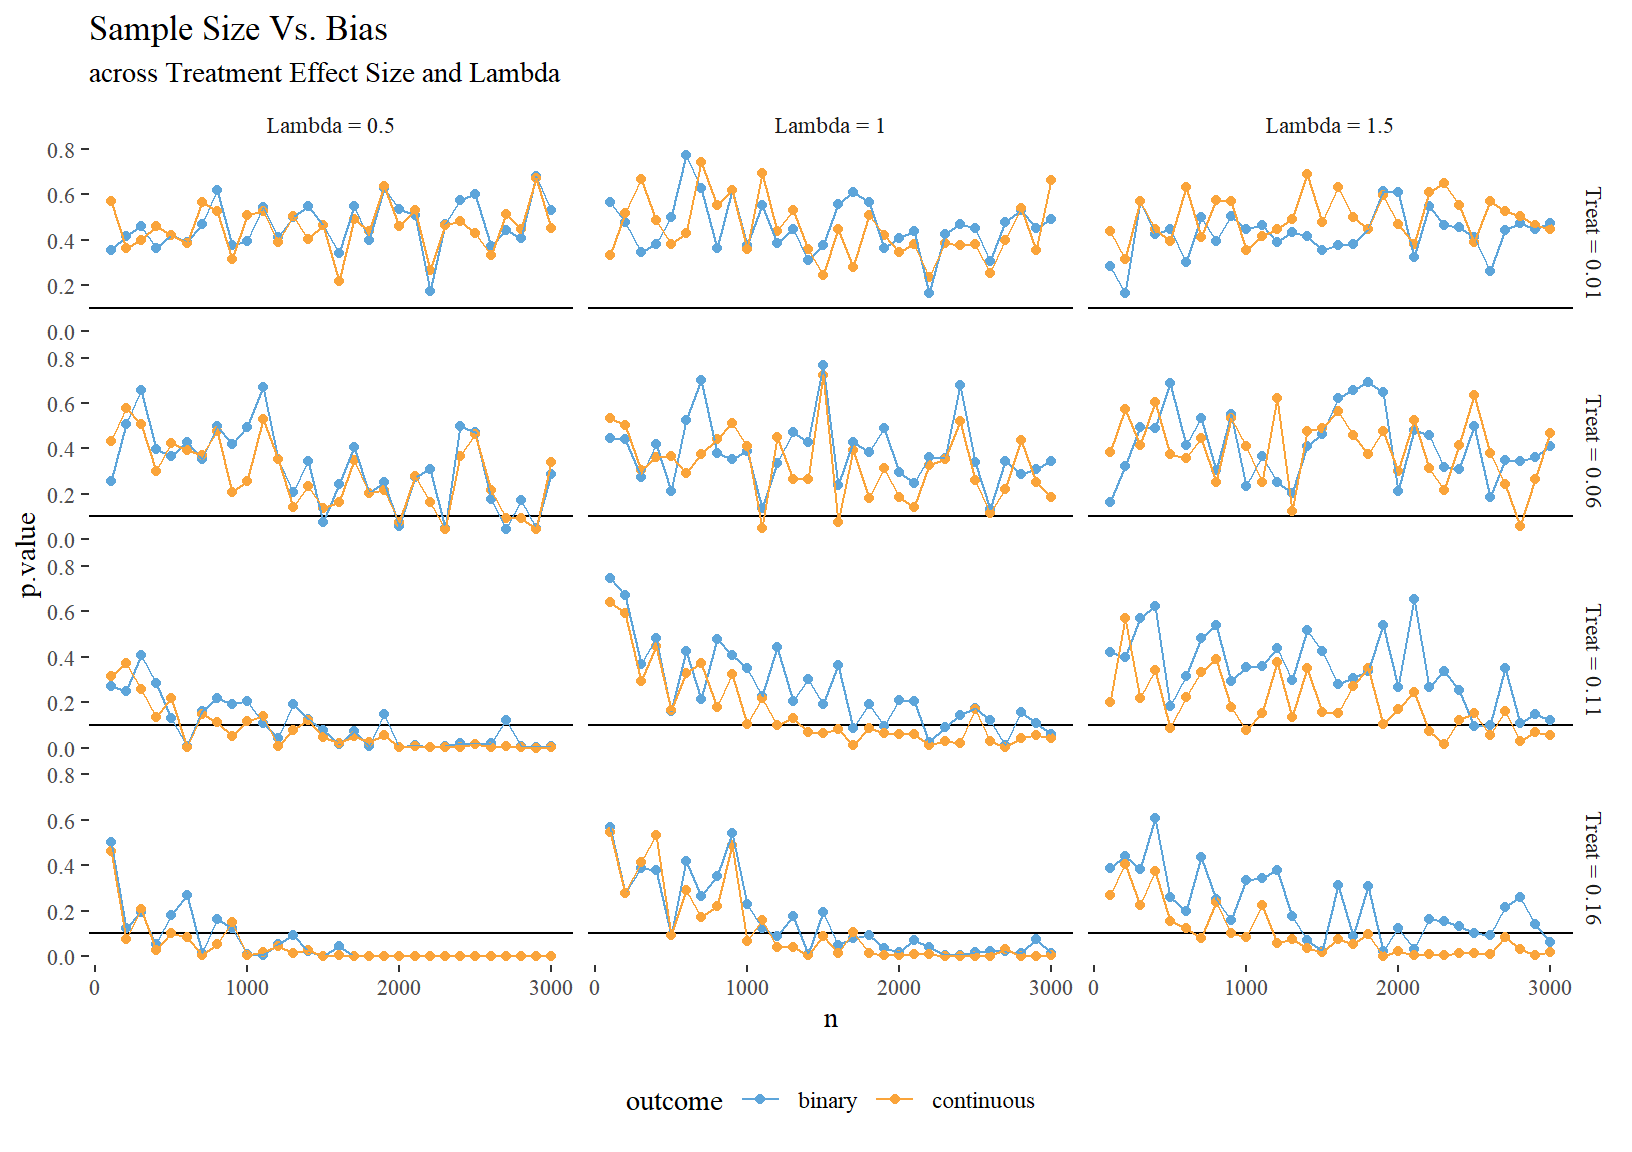 Sample Size Vs. Bias
across Treatment Effect Size and Lambda
Lambda = 0.5
Lambda = 1
Lambda = 1.5
0.8
0.6
0.4
0.2
0.0
Treat = 0.01
0.8
0.6
0.4
0.2
0.0
Treat = 0.06
p.value
0.8
0.6
0.4
0.2
0.0
Treat = 0.11
0.8
0.6
0.4
0.2
0.0
Treat = 0.16
0 1000 2000 3000
0 1000 2000 3000
0 1000 2000 3000
n
outcome binary continuous